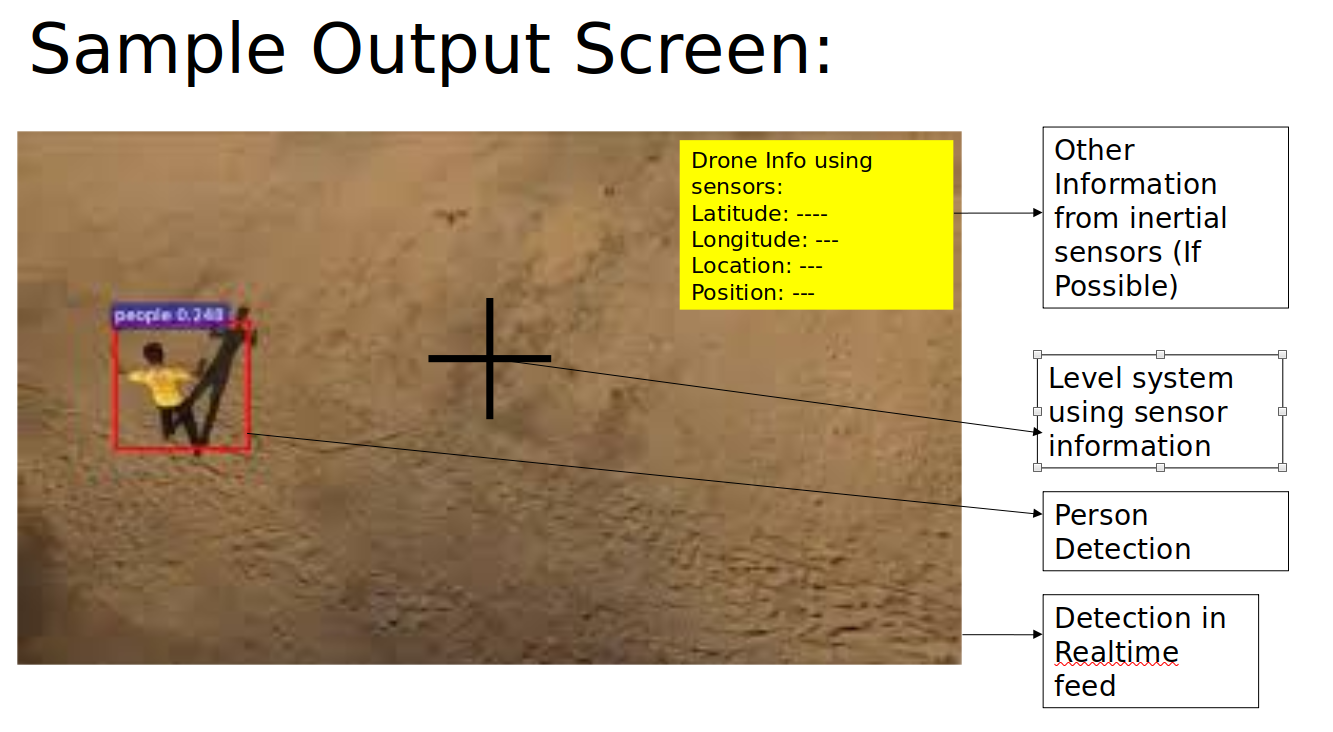 Sample Output Screen:
Drone Info using
sensors:
Latitude: ----
Longitude: ---
Location: ---
Position: ---
people 0.248
Other
Information
from inertial
sensors (If
Possible)
Level system
using sensor
information
Person
Detection
Detection in
Realtime
feed